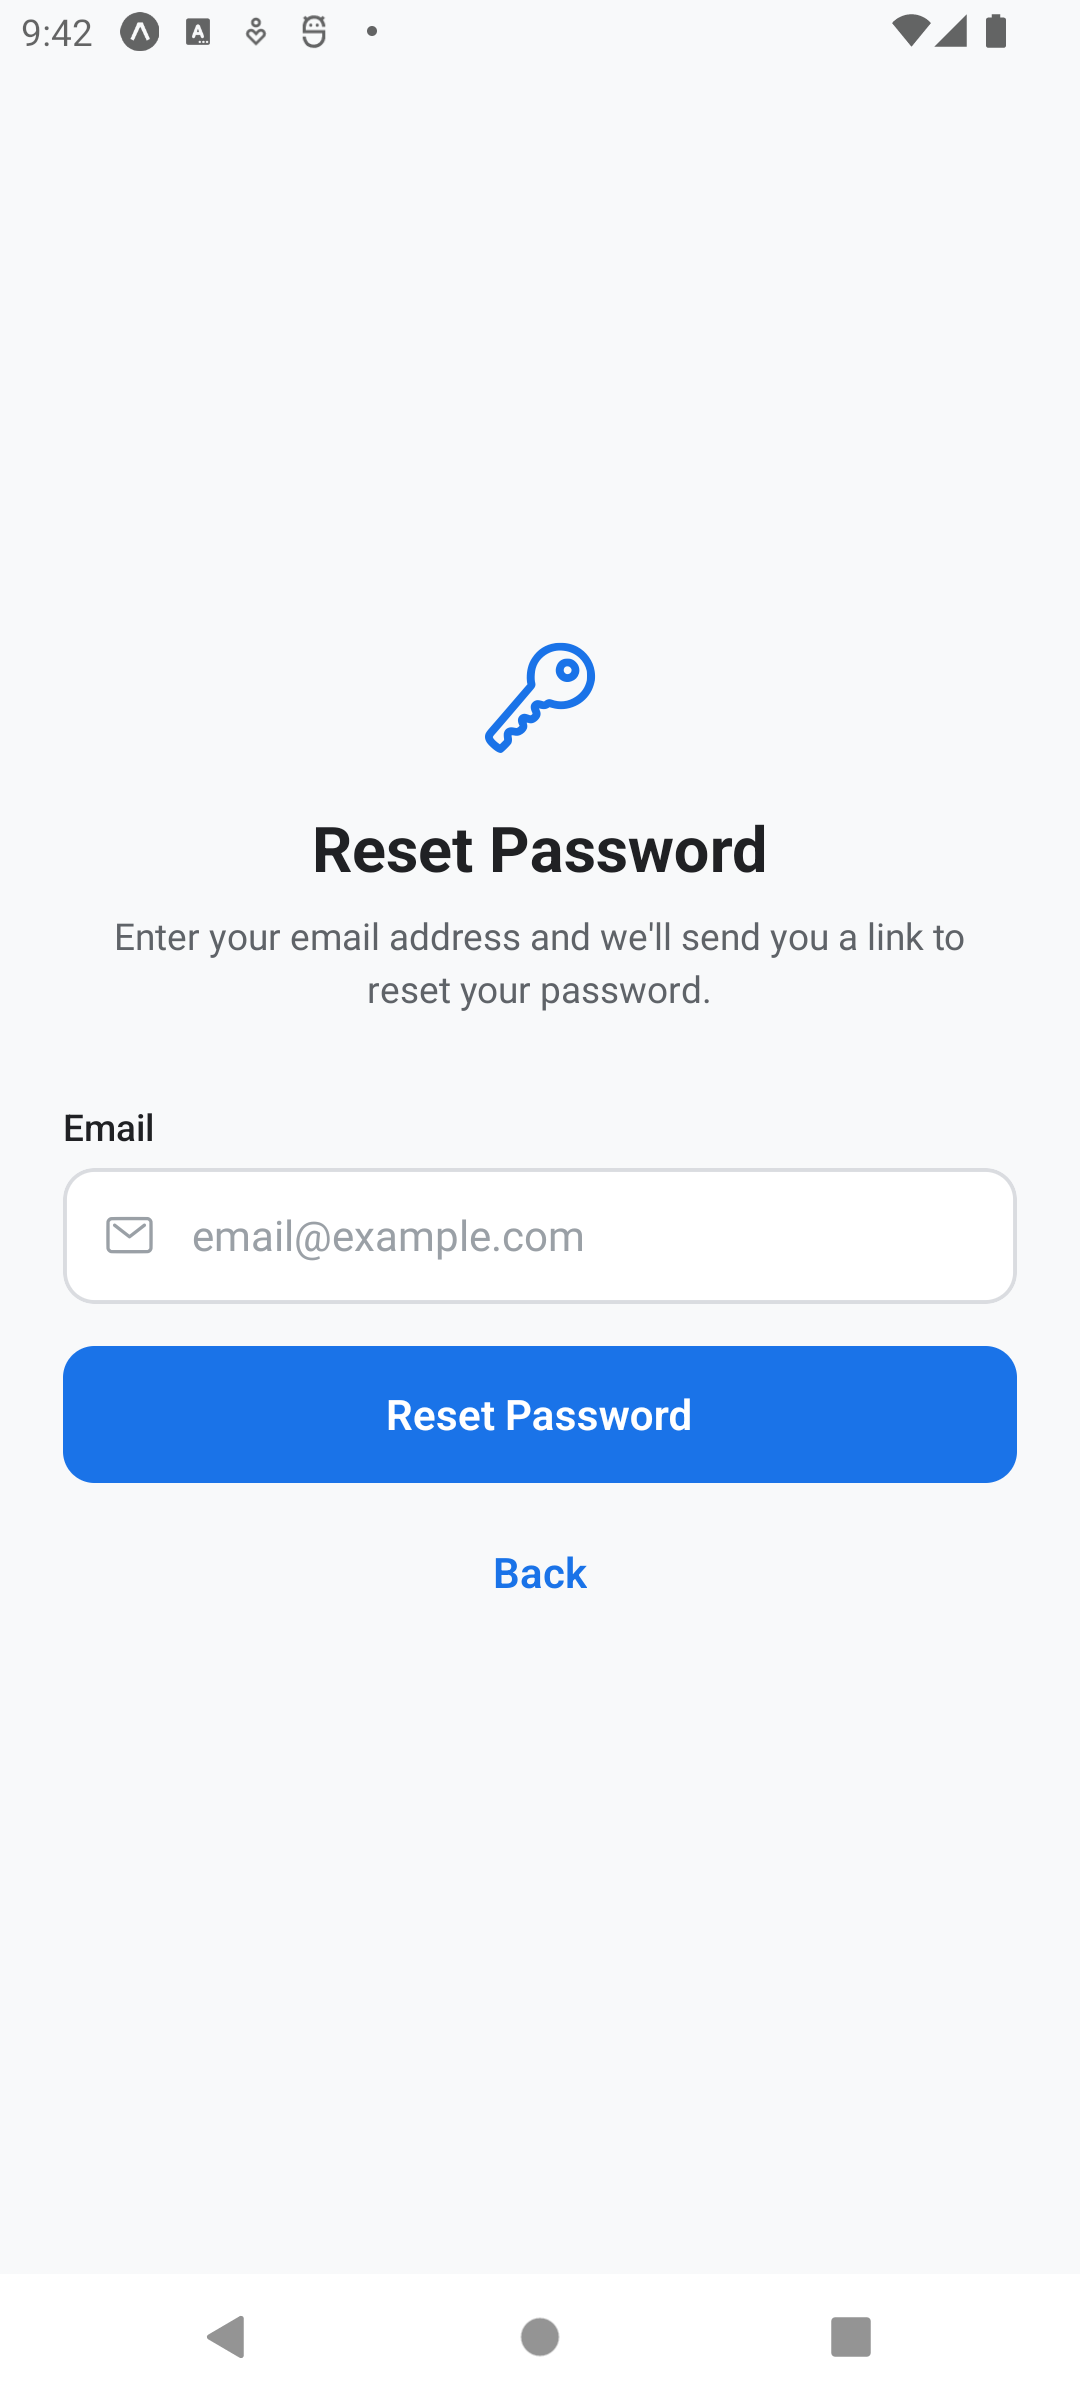 9:42
Reset Password
Enter your email address and we'll send you a link to
reset your password.
Email
email@example.com
Reset Password
Back